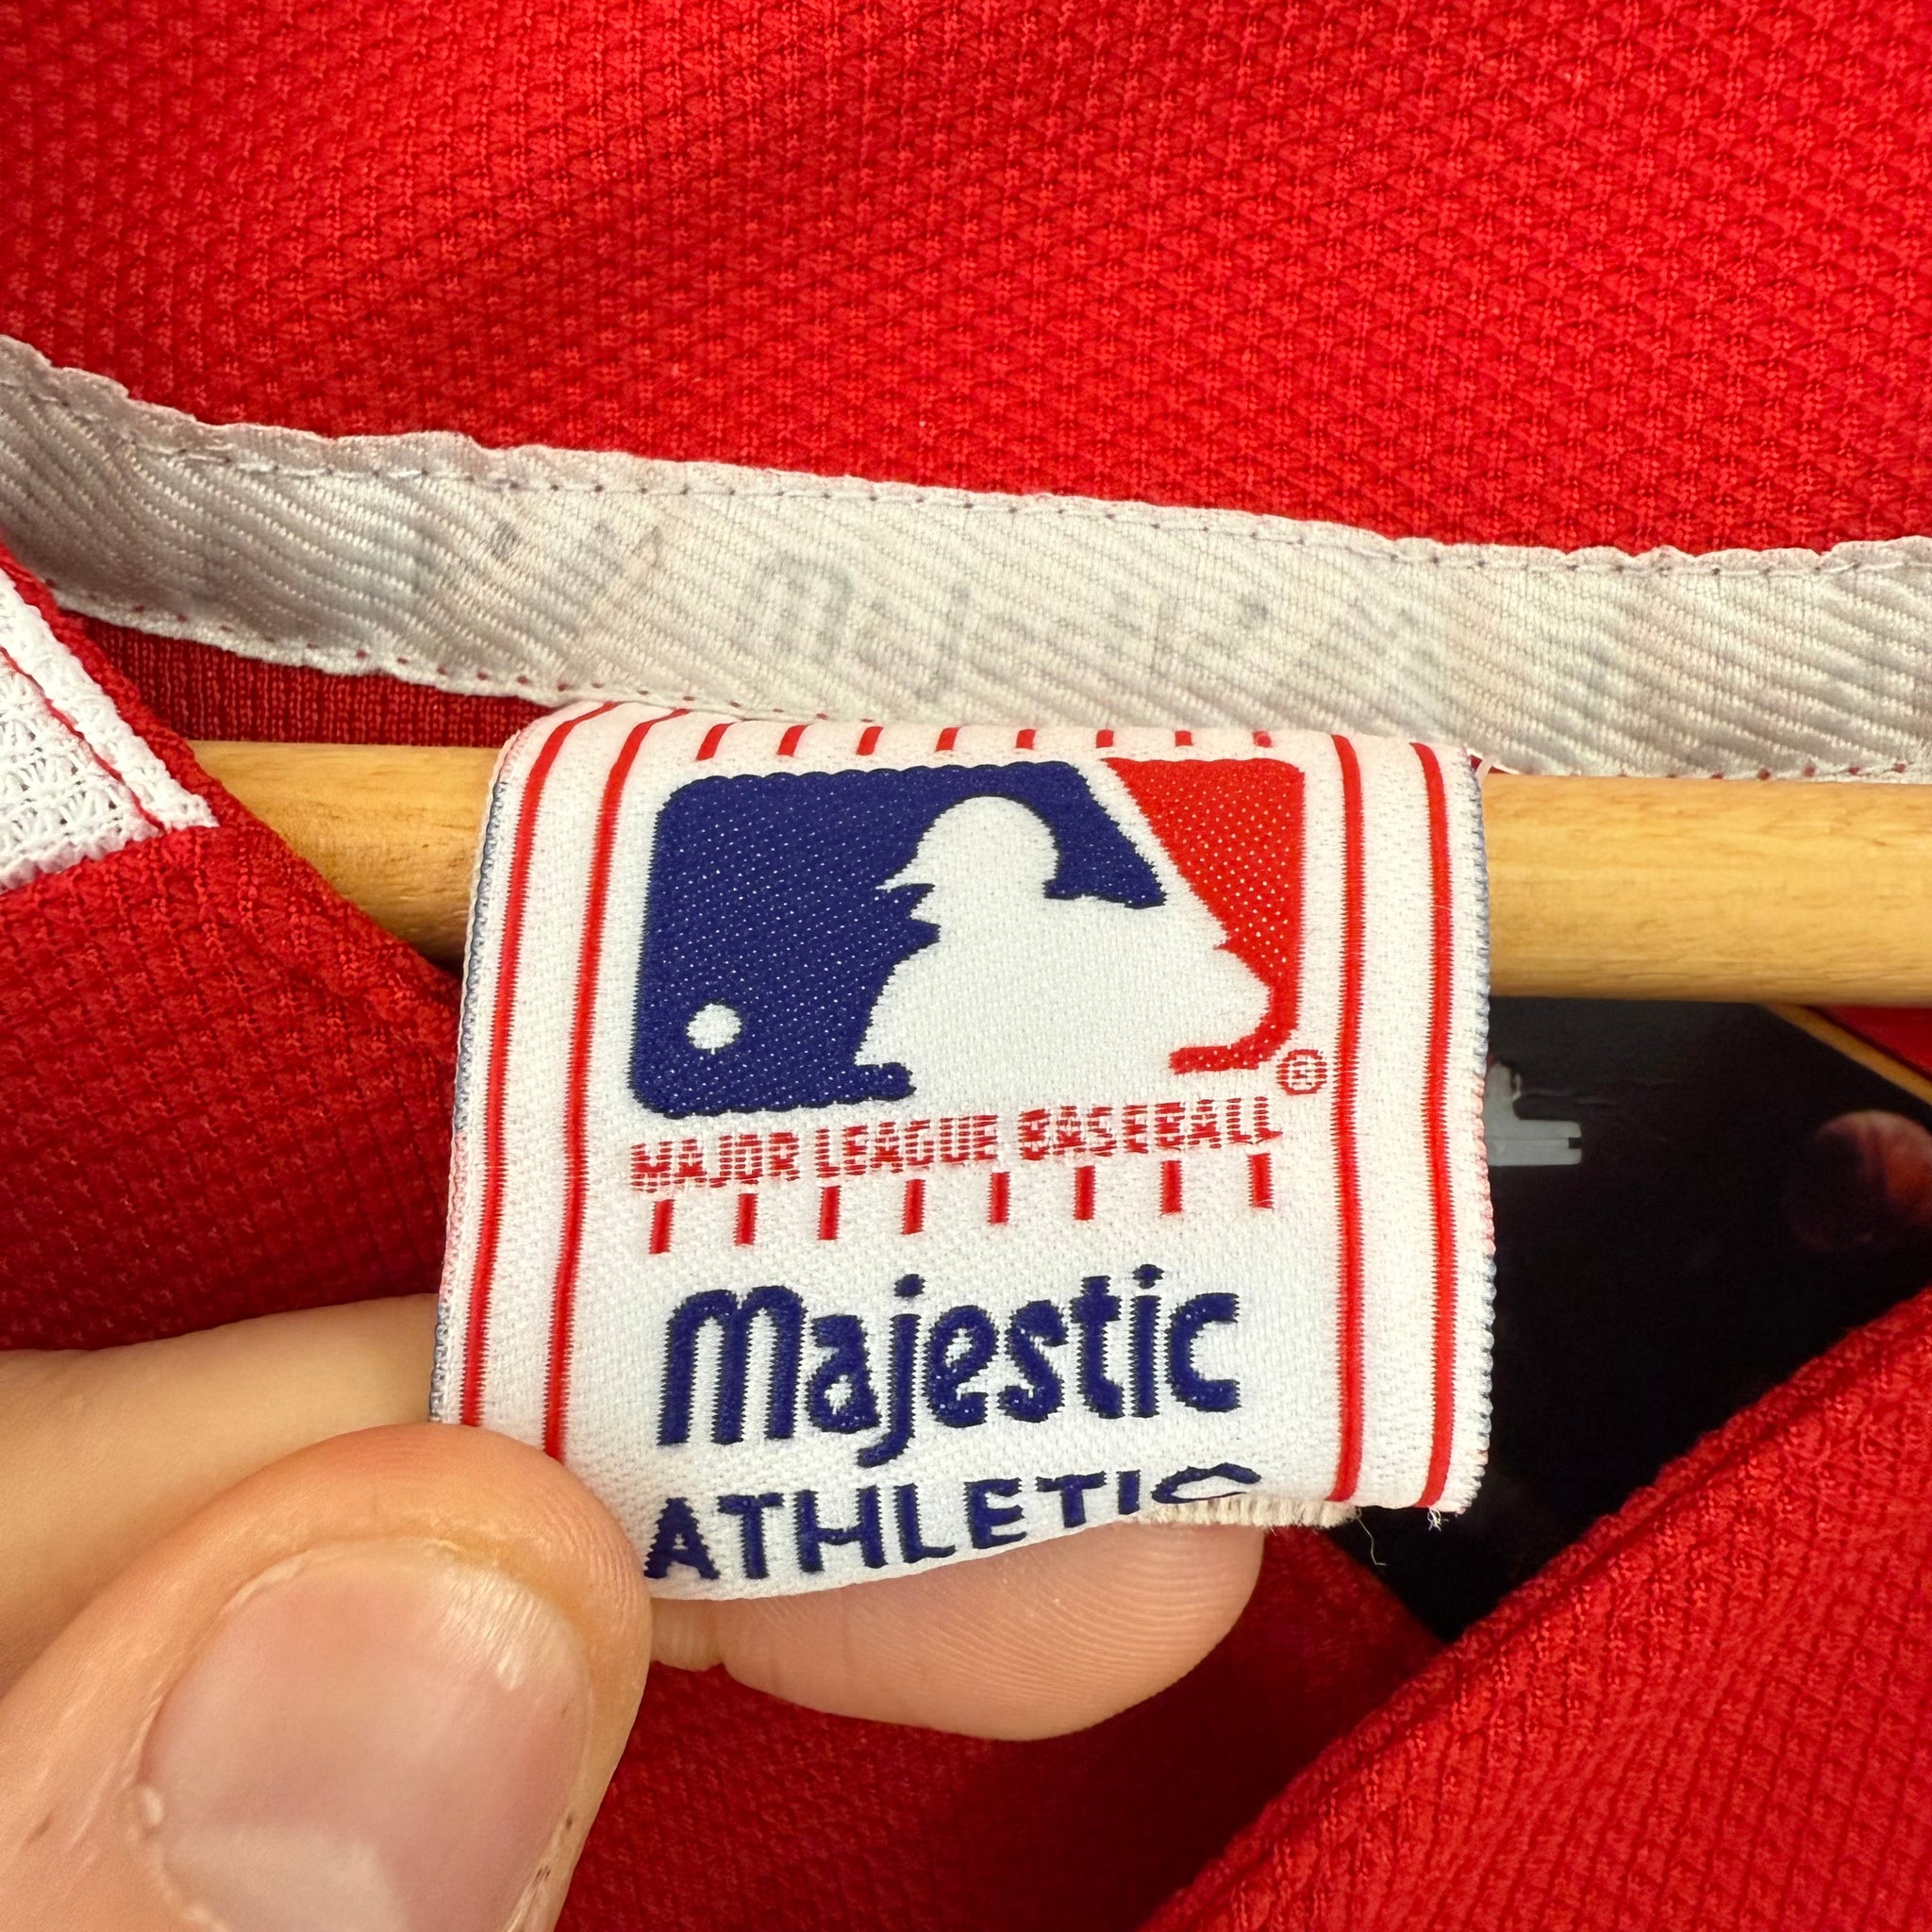 ®
MAJOR LEAGUE BASEBALL
Majestic
ATHLETIC